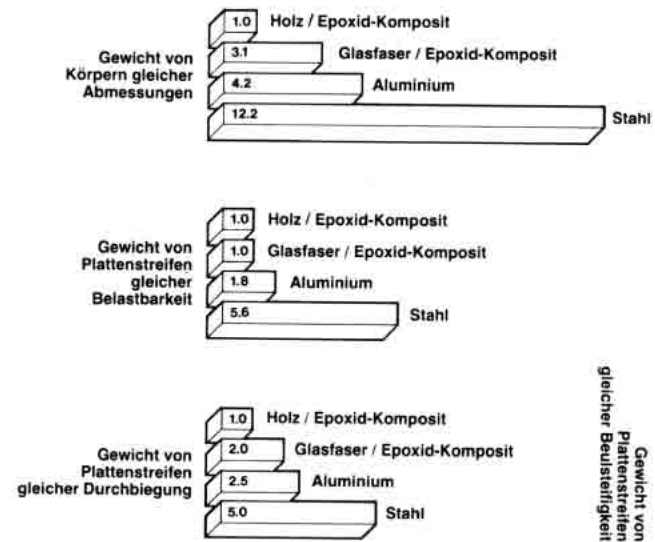 1.0 Holz / Epoxid-Komposit
3.1 Glasfaser / Epoxid-Komposit
Gewicht von
Körpern gleicher
Abmessungen
4.2 Aluminium
12.2 Stahl
1.0 Holz / Epoxid-Komposit
1.0 Glasfaser / Epoxid-Komposit
Gewicht von
Plattenstreifen
gleicher
Belastbarkeit
1.8 Aluminium
5.6 Stahl
1.0 Holz / Epoxid-Komposit
2.0 Glasfaser / Epoxid-Komposit
Gewicht von
Plattenstreifen
gleicher Durchbiegung
2.5 Aluminium
5.0 Stahl
Gewicht von
Plattenstreifen
gleicher Beulsteifigkeit